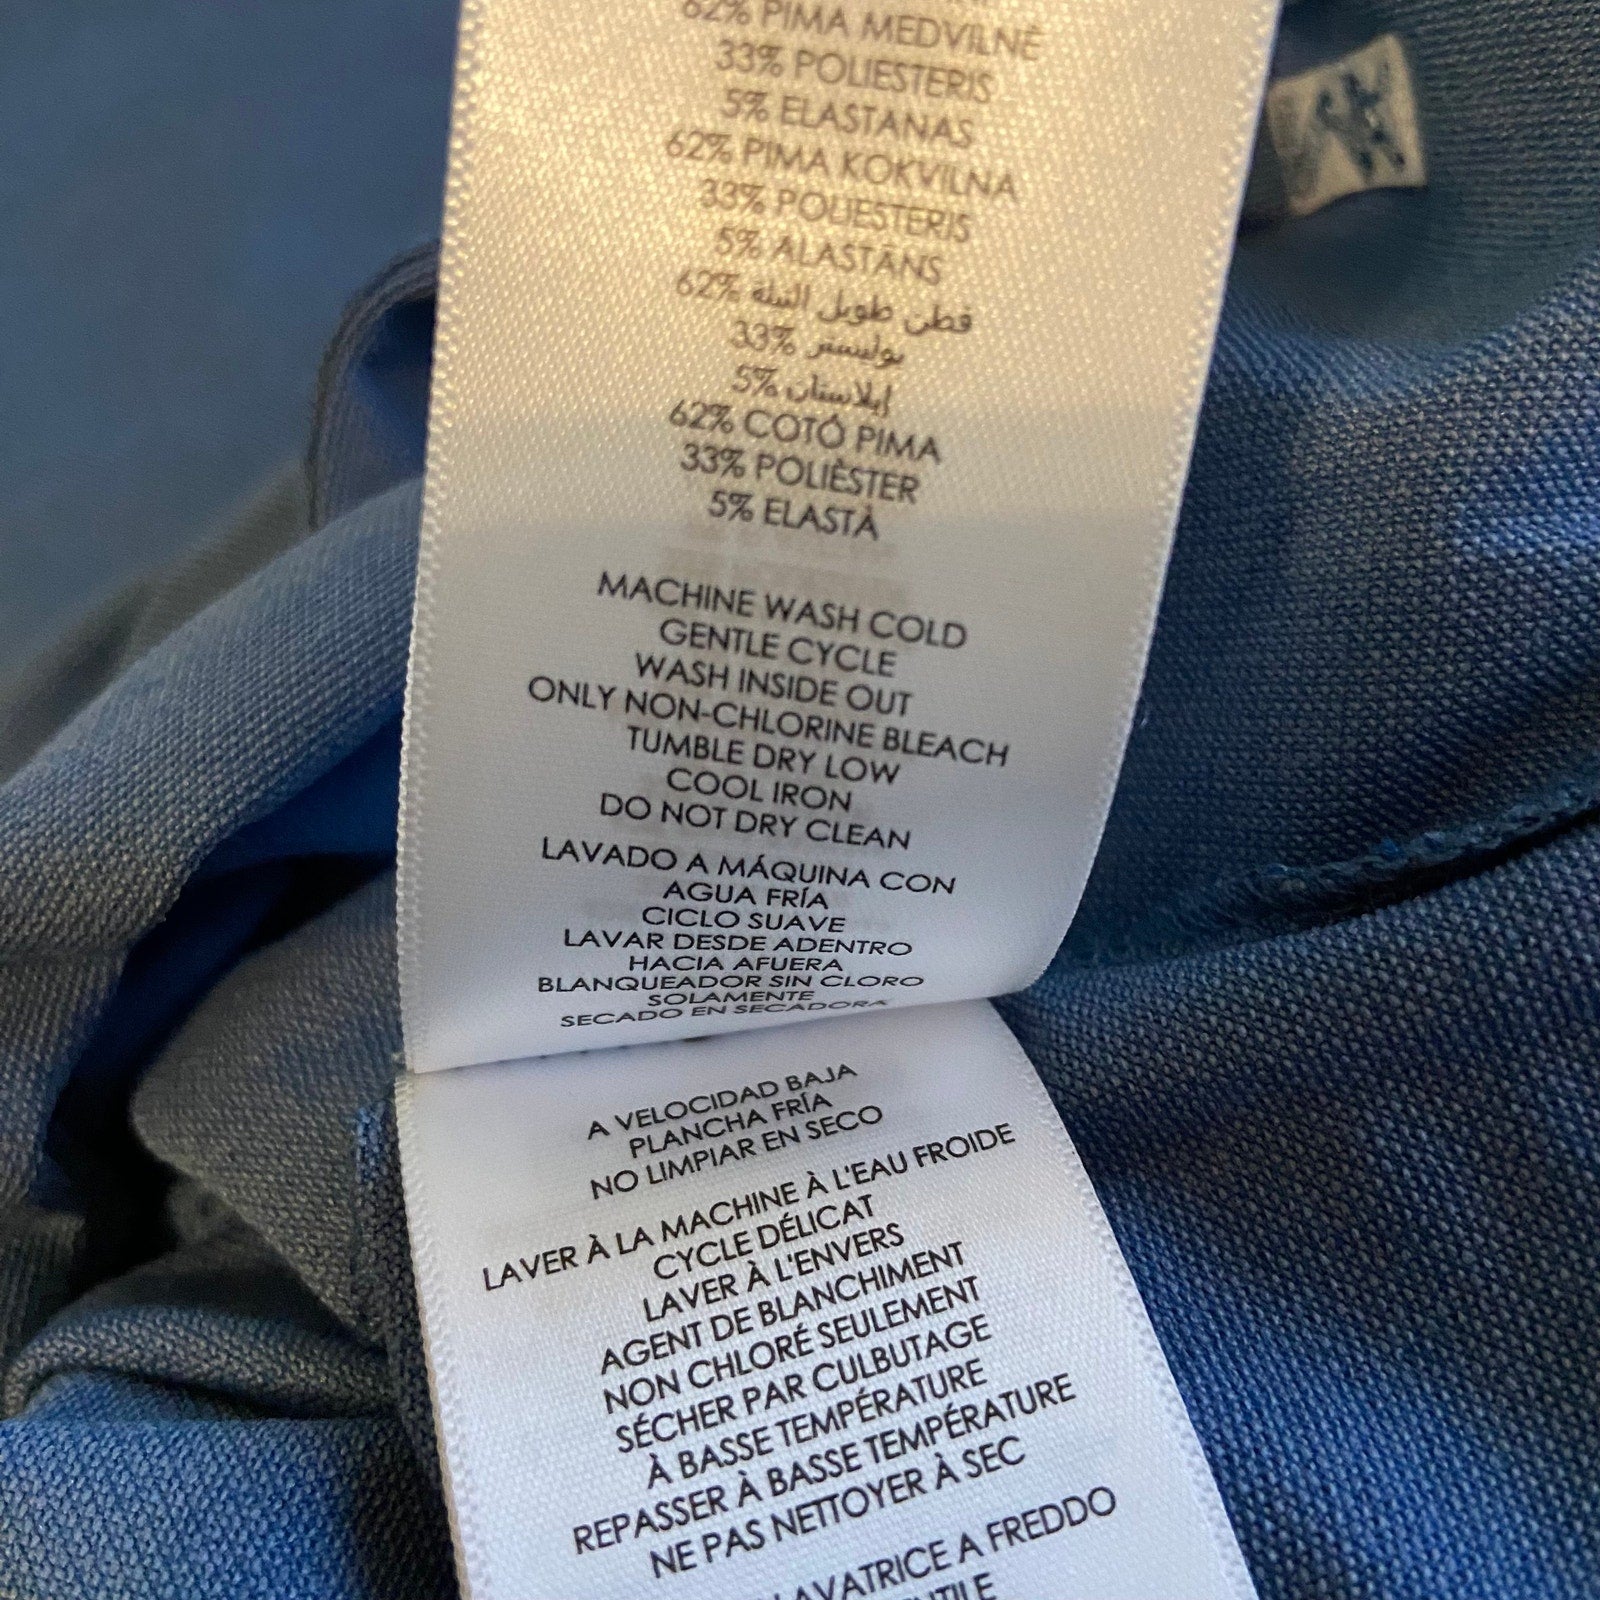 62% PIMA MEDVILNĖ
33% POLIESTERIS
5% ELASTANAS
62% PIMA KOKVILNA
33% POLIESTERIS
5% ALASTĀNS
62% قطن طويل التيلة
33% بوليستر
5% إيلاستان
62% COTÓ PIMA
33% POLIÈSTER
5% ELASTÀ
MACHINE WASH COLD
GENTLE CYCLE
WASH INSIDE OUT
ONLY NON-CHLORINE BLEACH
TUMBLE DRY LOW
COOL IRON
DO NOT DRY CLEAN
LAVADO A MÁQUINA CON
AGUA FRÍA
CICLO SUAVE
LAVAR DESDE ADENTRO
HACIA AFUERA
BLANQUEADOR SIN CLORO
SOLAMENTE
SECADO EN SECADORA
A VELOCIDAD BAJA
PLANCHA FRÍA
NO LIMPIAR EN SECO
LAVER À LA MACHINE À L'EAU FROIDE
CYCLE DÉLICAT
LAVER À L'ENVERS
AGENT DE BLANCHIMENT
NON CHLORÉ SEULEMENT
SÉCHER PAR CULBUTAGE
À BASSE TEMPÉRATURE
REPASSER À BASSE TEMPÉRATURE
NE PAS NETTOYER À SEC
A FREDDO